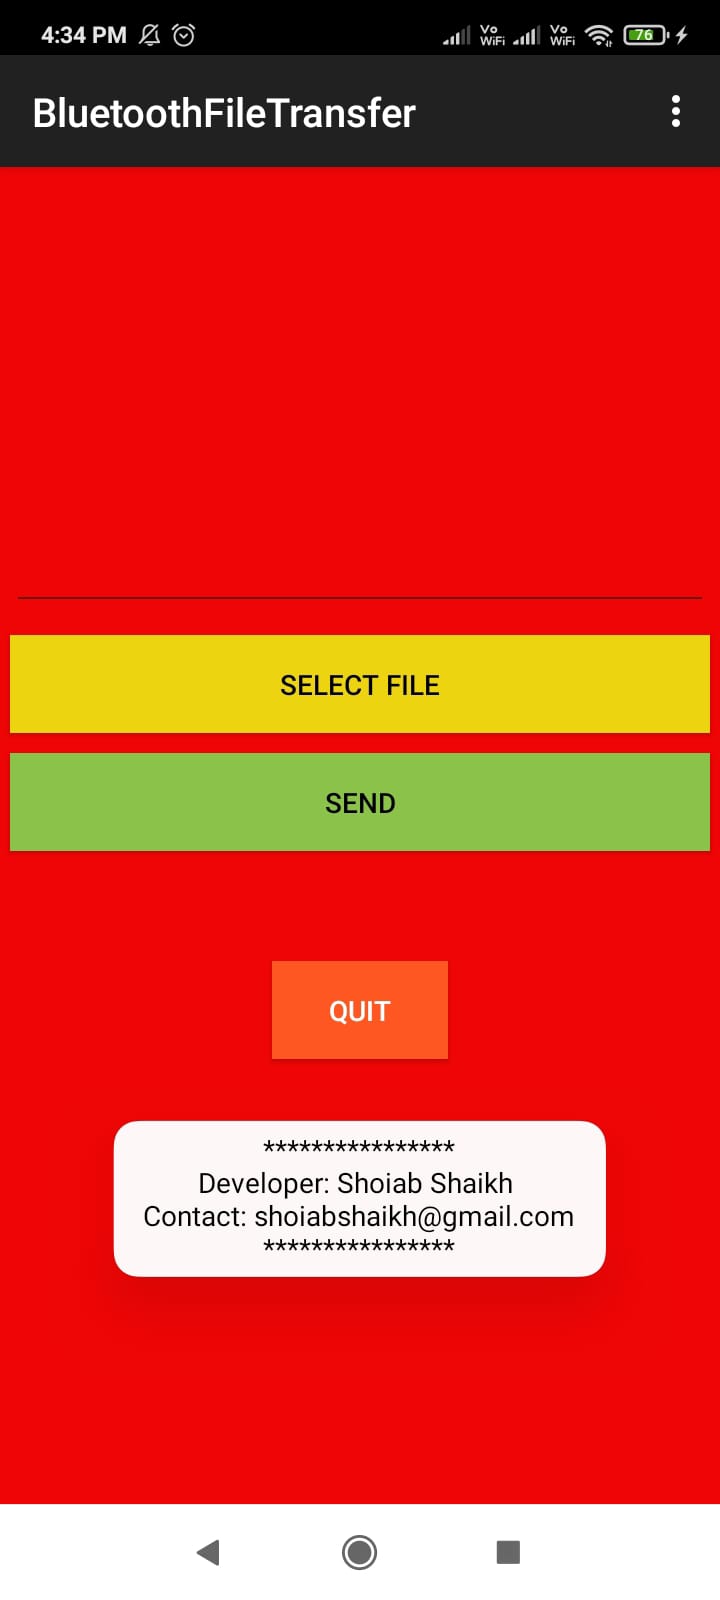 4:34 PM
Vo WiFi Vo WiFi 76
BluetoothFileTransfer
SELECT FILE
SEND
QUIT
****************
Developer: Shoiab Shaikh
Contact: shoiabshaikh@gmail.com
****************